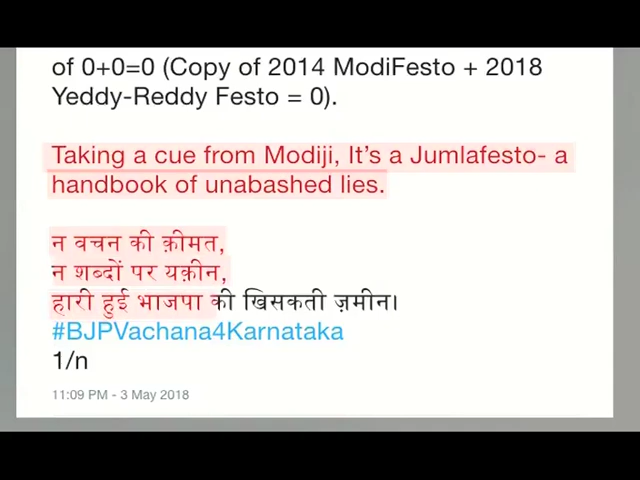 of 0+0=0 (Copy of 2014 ModiFesto + 2018
Yeddy-Reddy Festo = 0).
Taking a cue from Modiji, It's a Jumlafesto- a
handbook of unabashed lies.
न वचन की क़ीमत,
न शब्दों पर यक़ीन,
हारी हुई भाजपा की खिसकती ज़मीन।
#BJPVachana4Karnataka
1/n
11:09 PM - 3 May 2018